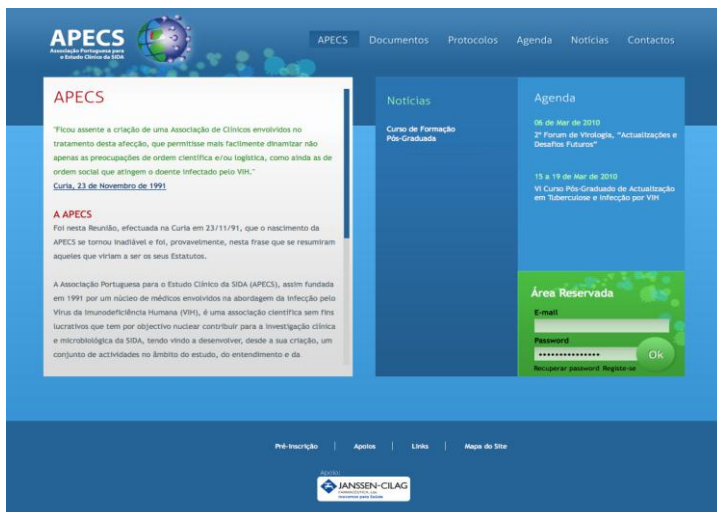 APECS
Associação Portuguesa para
o Estudo Clínico da SIDA
APECS
Documentos
Protocolos
Agenda
Notícias
Contactos
APECS
"Ficou assente a criação de uma Associação de Clínicos envolvidos no
tratamento desta afecção, que permitisse mais facilmente dinamizar não
apenas as preocupações de ordem científica e/ou logística, como ainda as de
ordem social que atingem o doente infectado pelo VIH."
Curia, 23 de Novembro de 1991
A APECS
Foi nesta Reunião, efectuada na Curia em 23/11/91, que o nascimento da
APECS se tornou inadiável e foi, provavelmente, nesta frase que se resumiram
aqueles que viriam a ser os seus Estatutos.
A Associação Portuguesa para o Estudo Clínico da SIDA (APECS), assim fundada
em 1991 por um núcleo de médicos envolvidos na abordagem da Infecção pelo
Vírus da Imunodeficiência Humana (VIH), é uma associação científica sem fins
lucrativos que tem por objectivo nuclear contribuir para a investigação clínica
e microbiológica da SIDA, tendo vindo a desenvolver, desde a sua criação, um
conjunto de actividades no âmbito do estudo, do entendimento e da
Notícias
Curso de Formação
Pós-Graduada
Agenda
06 de Mar de 2010
2º Forum de Virologia, "Actualizações e
Desafios Futuros"
15 a 19 de Mar de 2010
VI Curso Pós-Graduado de Actualização
em Tuberculose e Infecção por VIH
Área Reservada
E-mail
Password
•••••••••••••••
Ok
Recuperar password Registe-se
Pré-Inscrição | Apoios | Links | Mapa do Site
Apoio:
JANSSEN-CILAG
FARMACÊUTICA, Lda.